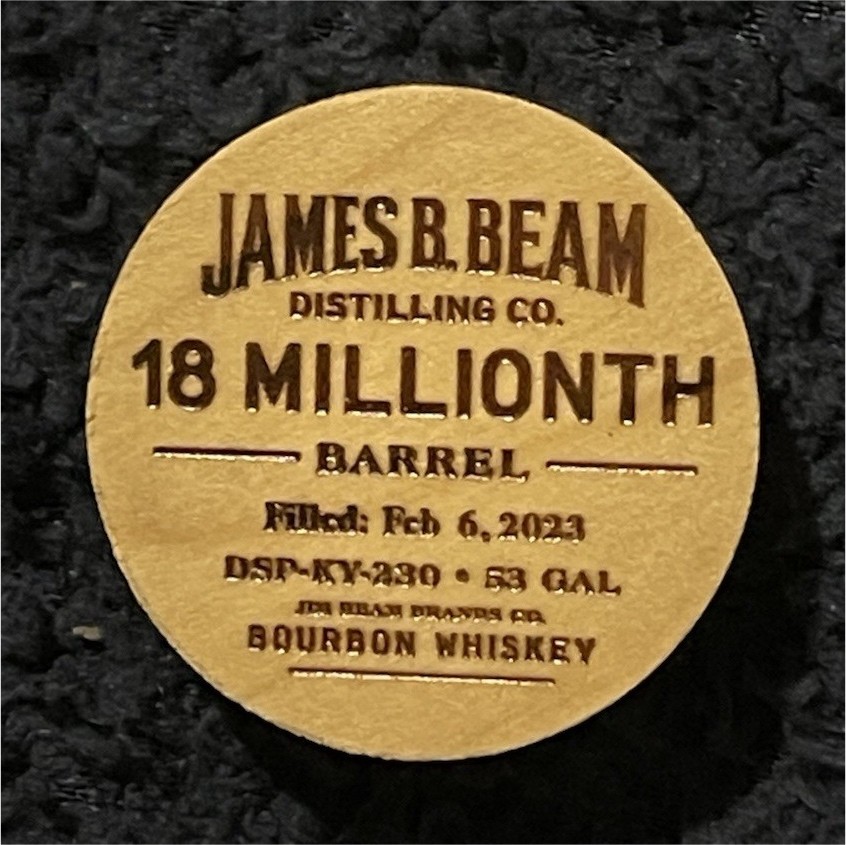 JAMES B. BEAM
DISTILLING CO.
18 MILLIONTH
BARREL
Filled: Feb 6, 2023
DSP-KY-230 • 53 GAL
JIM BEAM BRANDS CO.
BOURBON WHISKEY